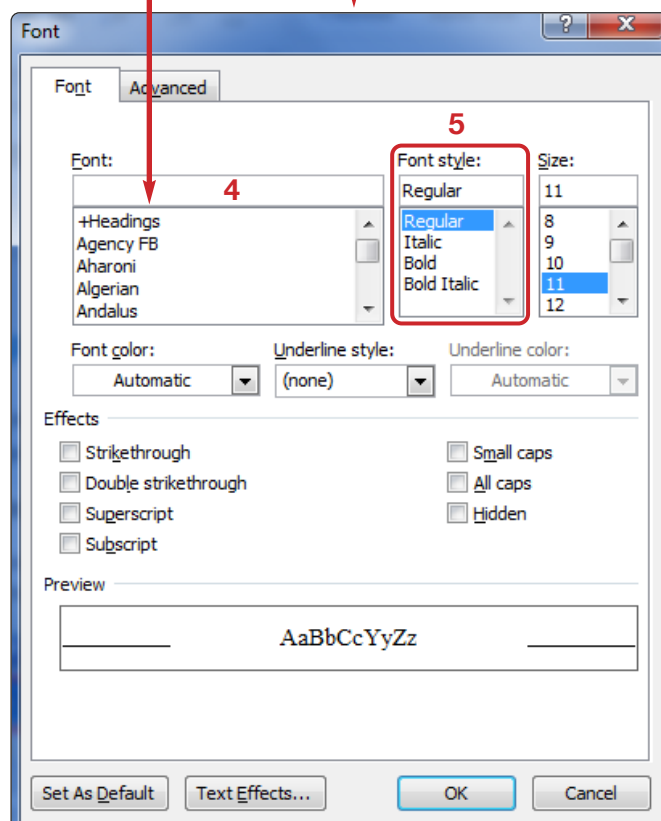 Font
?
X
Font
Advanced
5
Font:
Font style:
Size:
4
Regular
11
+Headings
Agency FB
Aharoni
Algerian
Andalus
Regular
Italic
Bold
Bold Italic
8
9
10
11
12
Font color:
Underline style:
Underline color:
Automatic
(none)
Automatic
Effects
Strikethrough
Small caps
Double strikethrough
All caps
Superscript
Hidden
Subscript
Preview
AaBbCcYyZz
Set As Default
Text Effects...
OK
Cancel